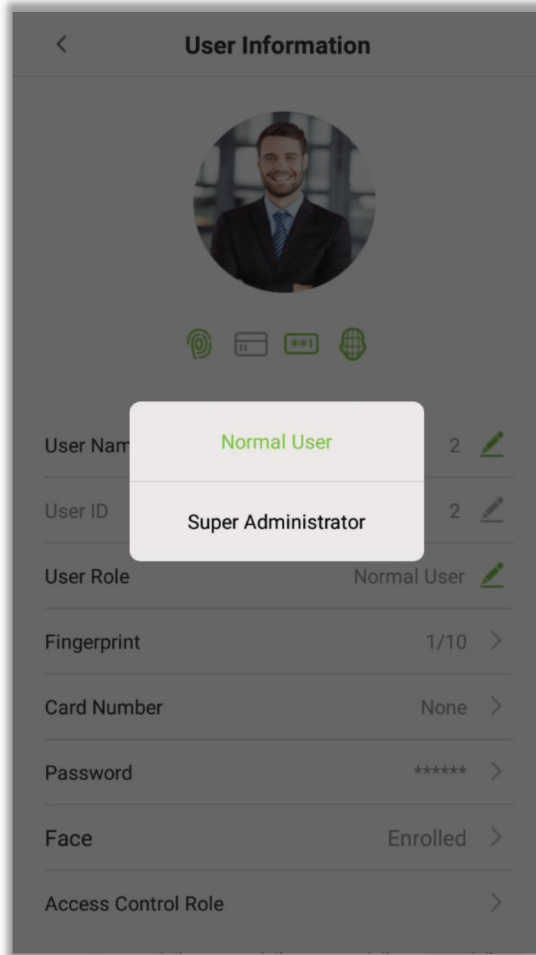 User Information
Normal User
Super Administrator
User Nam 2
User ID 2
User Role Normal User
Fingerprint 1/10
Card Number None
Password ******
Face Enrolled
Access Control Role